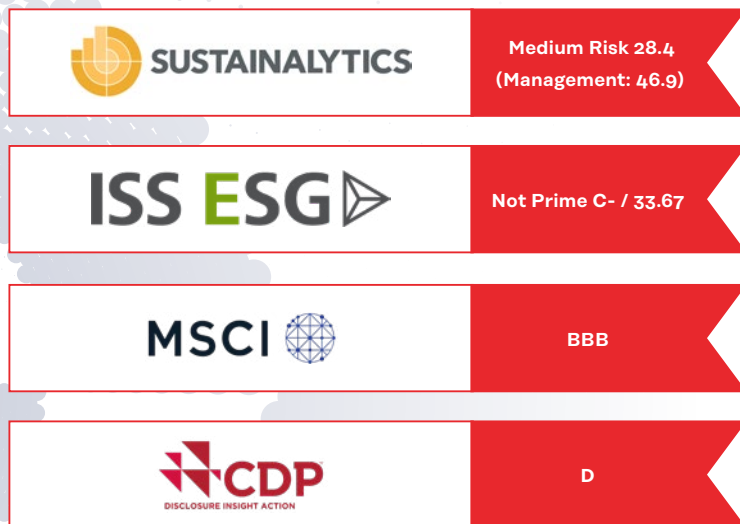 SUSTAINALYTICS
Medium Risk 28.4
(Management: 46.9)
ISS ESG
Not Prime C- / 33.67
MSCI
BBB
CDP
DISCLOSURE INSIGHT ACTION
D